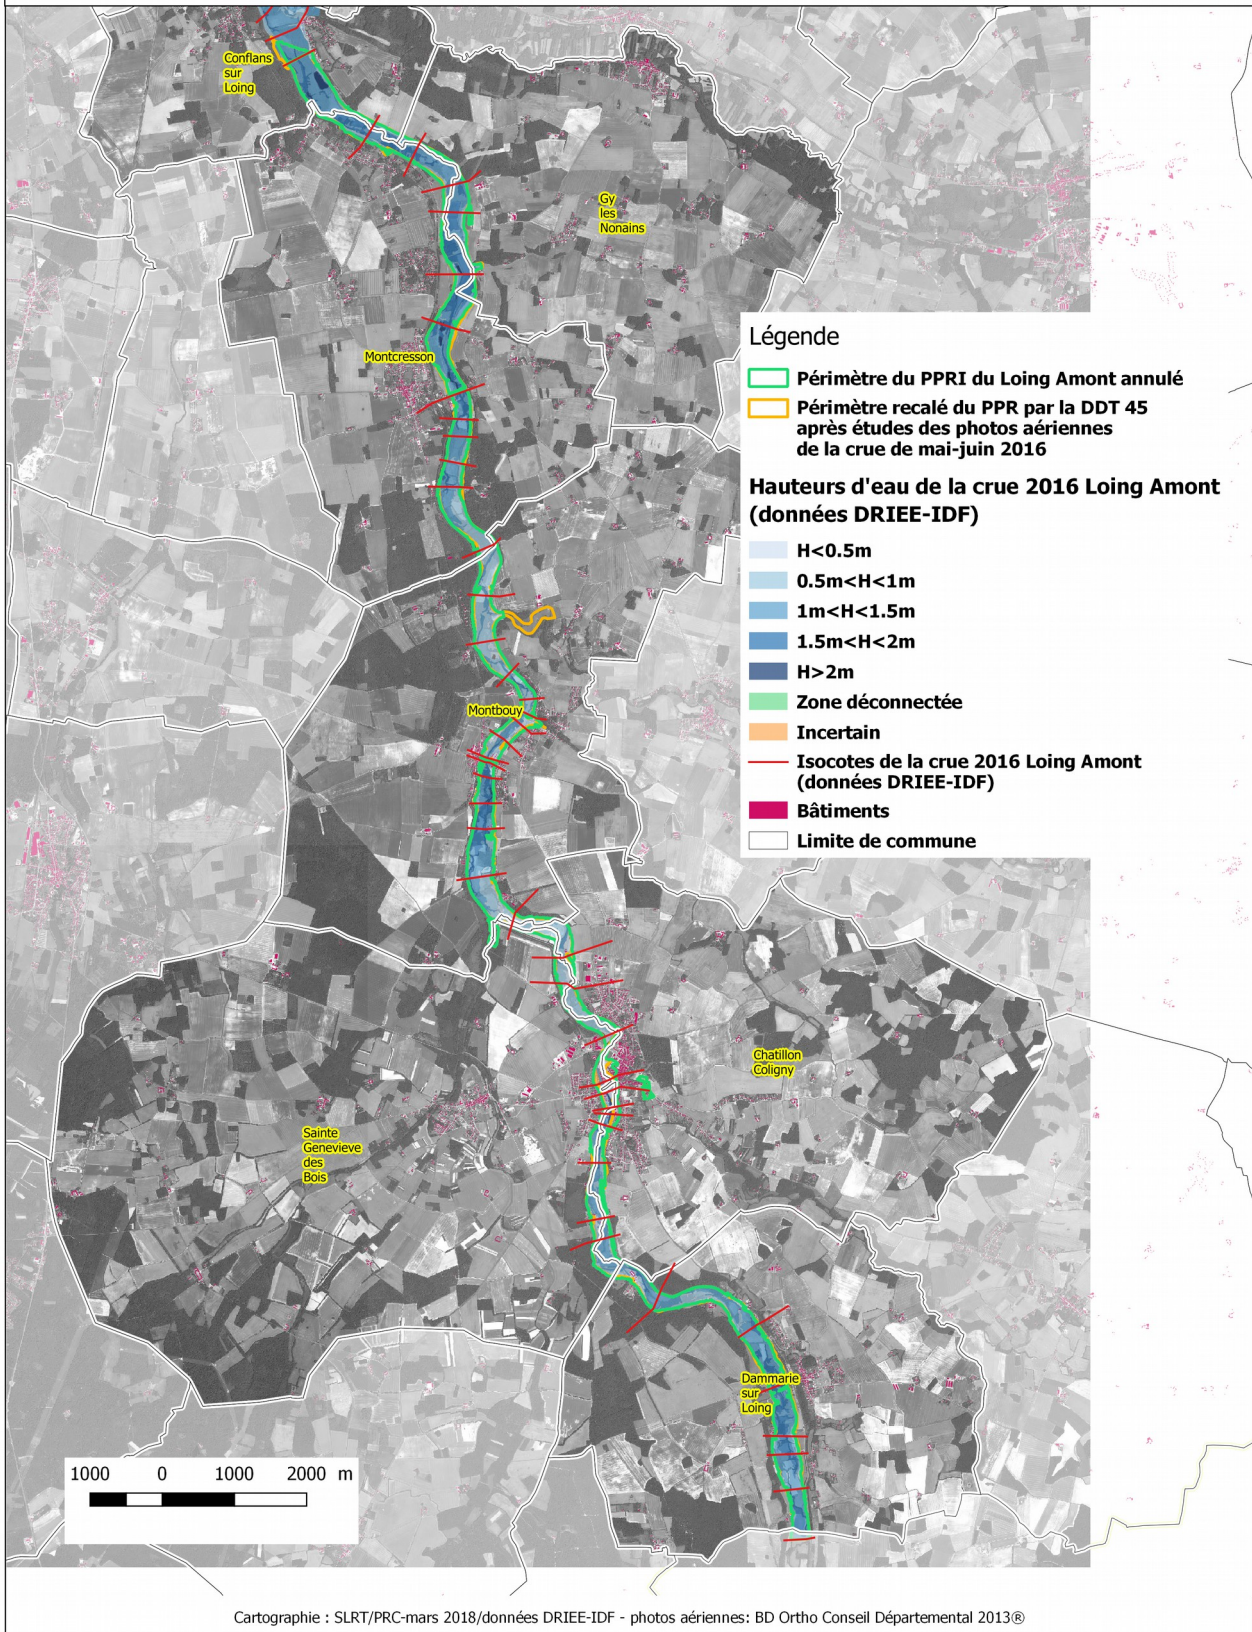 Conflans
sur
Loing
Gy
les
Nonains
Légende
Périmètre du PPRI du Loing Amont annulé
Périmètre recalé du PPR par la DDT 45
après études des photos aériennes
de la crue de mai-juin 2016
Montcresson
Hauteurs d'eau de la crue 2016 Loing Amont
(données DRIEE-IDF)
H<0.5m
0.5m<H<1m
1m<H<1.5m
1.5m<H<2m
H>2m
Zone déconnectée
Incertain
Isocotes de la crue 2016 Loing Amont
(données DRIEE-IDF)
Bâtiments
Limite de commune
Montbouy
Chatillon
Coligny
Sainte
Genevieve
des
Bois
Dammarie
sur
Loing
1000 0 1000 2000 m
Cartographie : SLRT/PRC-mars 2018/données DRIEE-IDF - photos aériennes: BD Ortho Conseil Départemental 2013®